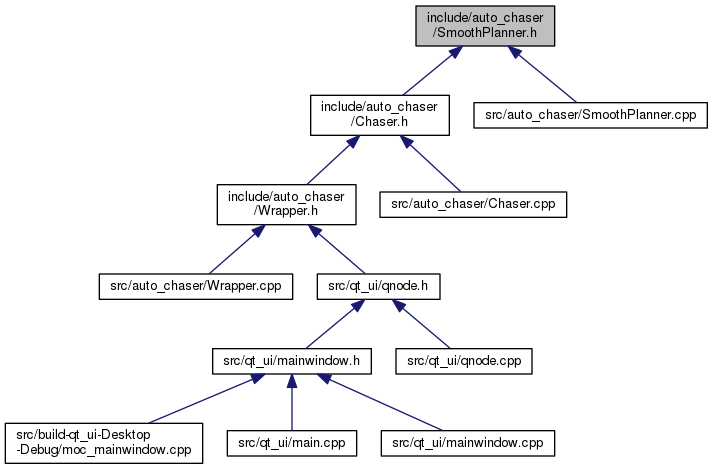 include/auto_chaser
/SmoothPlanner.h
include/auto_chaser
/Chaser.h
src/auto_chaser/SmoothPlanner.cpp
include/auto_chaser
/Wrapper.h
src/auto_chaser/Chaser.cpp
src/auto_chaser/Wrapper.cpp
src/qt_ui/qnode.h
src/qt_ui/mainwindow.h
src/qt_ui/qnode.cpp
src/build-qt_ui-Desktop
-Debug/moc_mainwindow.cpp
src/qt_ui/main.cpp
src/qt_ui/mainwindow.cpp